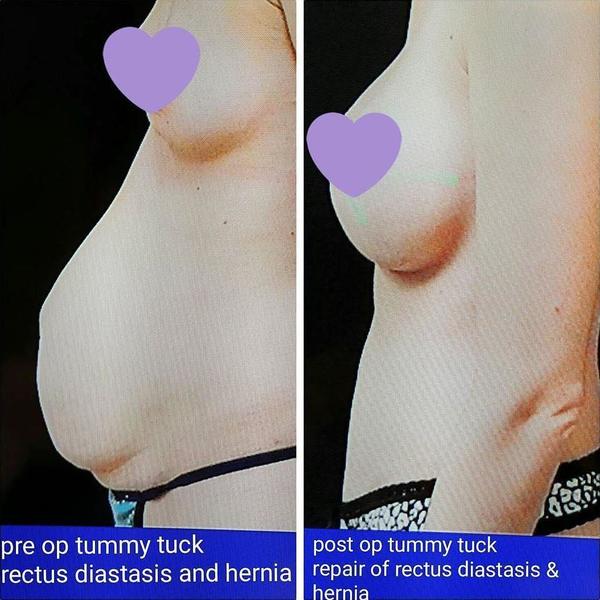 pre op tummy tuck
rectus diastasis and hernia
post op tummy tuck
repair of rectus diastasis &
hernia